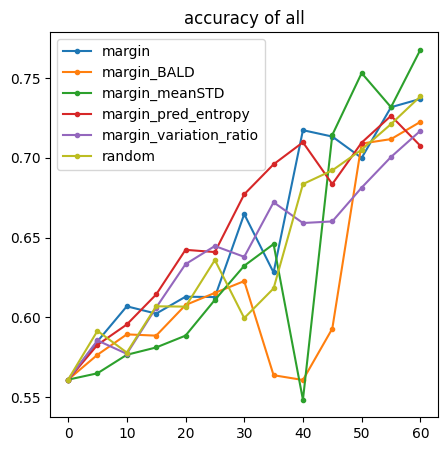 accuracy of all
margin
margin_BALD
margin_meanSTD
margin_pred_entropy
margin_variation_ratio
random
0.75
0.70
0.65
0.60
0.55
0 10 20 30 40 50 60